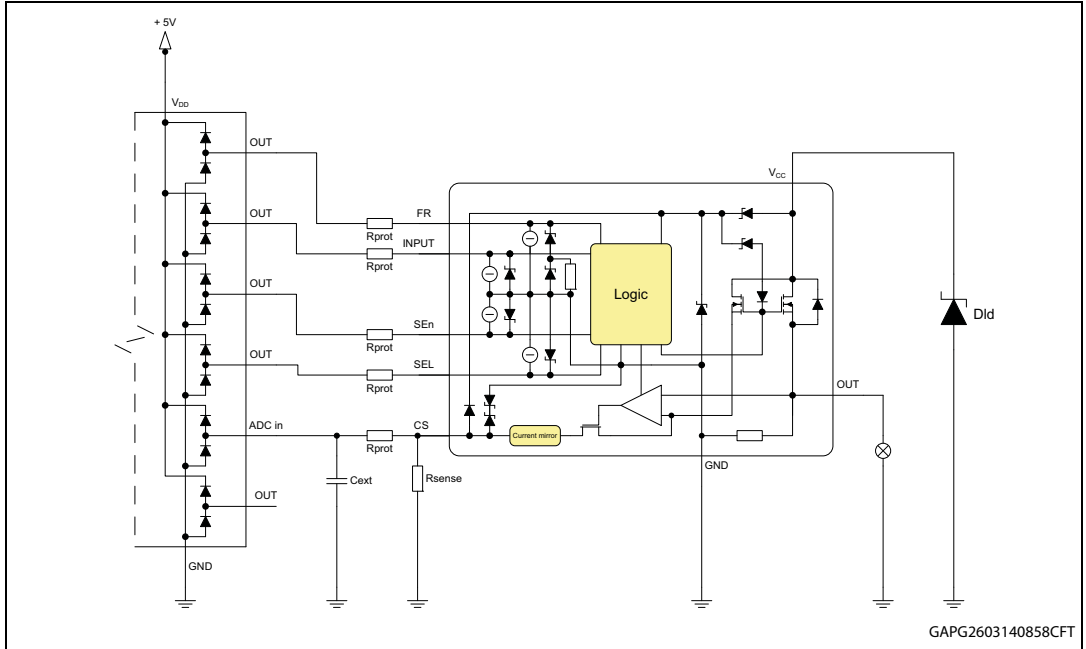 + 5V
VDD
OUT
OUT
OUT
OUT
ADC in
OUT
GND
Rprot
Rprot
Rprot
Rprot
Rprot
FR
INPUT
SEn
SEL
CS
Cext
Rsense
Logic
Current mirror
VCC
OUT
GND
Dld
GAPG2603140858CFT